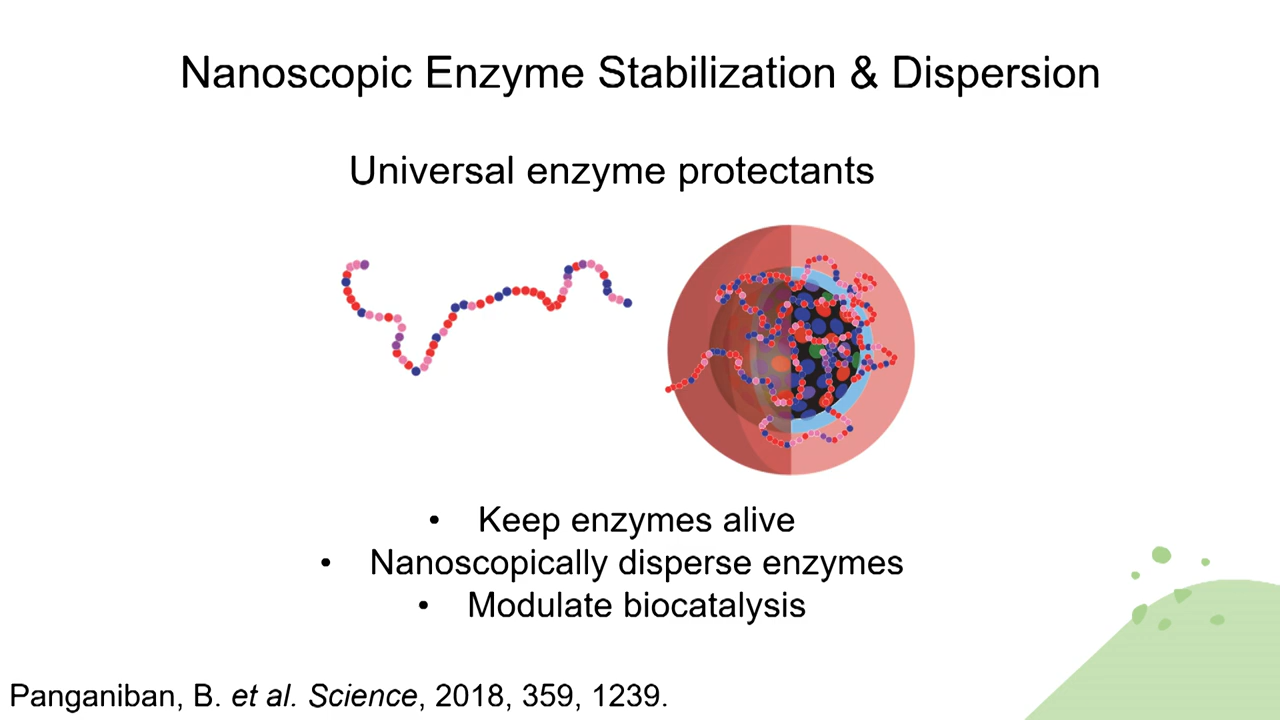 Nanoscopic Enzyme Stabilization & Dispersion
Universal enzyme protectants
• Keep enzymes alive
• Nanoscopically disperse enzymes
• Modulate biocatalysis
Panganiban, B. et al. Science, 2018, 359, 1239.